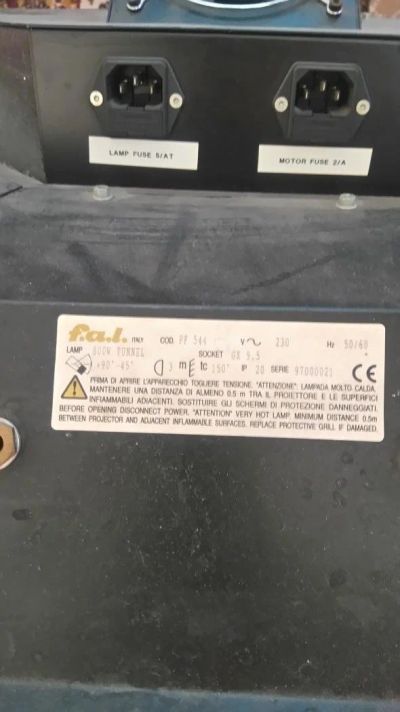 LAMP FUSE 5/AT
MOTOR FUSE 2/A
f.a.l. ITALY COD. PF 544 V~ 230 Hz 50/60
LAMP 800W TUNNEL SOCKET GX 9,5
+90°-45° 3 m tc 150° IP 20 SERIE 97000021 CE
PRIMA DI APRIRE L'APPARECCHIO TOGLIERE TENSIONE. "ATTENZIONE": LAMPADA MOLTO CALDA.
MANTENERE UNA DISTANZA DI ALMENO 0.5 m TRA IL PROIETTORE E LE SUPERFICI
INFIAMMABILI ADIACENTI. SOSTITUIRE GLI SCHERMI DI PROTEZIONE DANNEGGIATI.
BEFORE OPENING DISCONNECT POWER. "ATTENTION" VERY HOT LAMP. MINIMUM DISTANCE 0.5m
BETWEEN PROJECTOR AND ADJACENT INFLAMMABLE SURFACES. REPLACE PROTECTIVE GRILL IF DAMAGED.